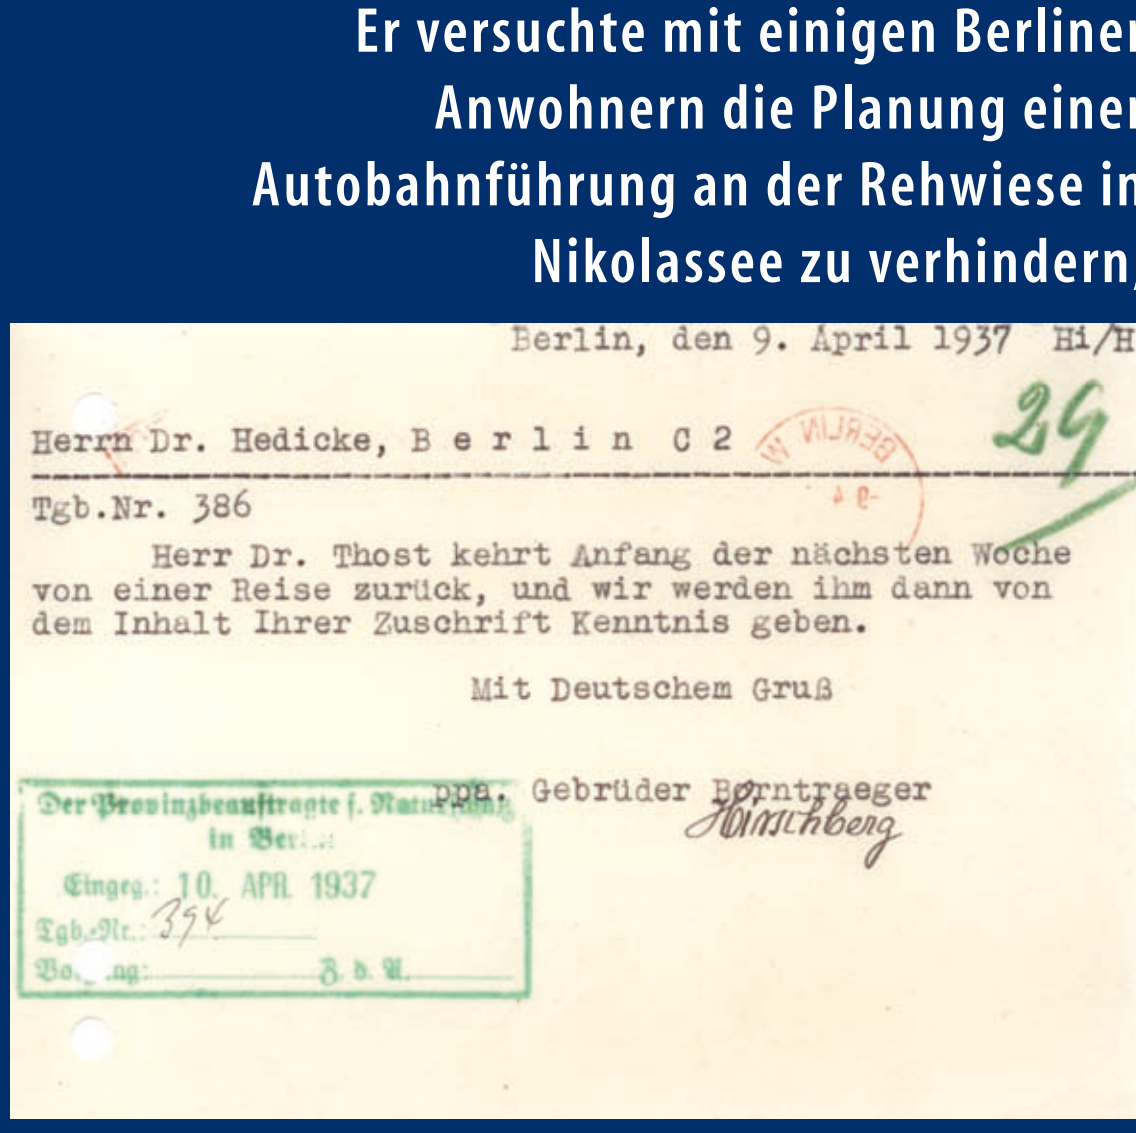 Er versuchte mit einigen Berliner
Anwohnern die Planung einer
Autobahnführung an der Rehwiese in
Nikolassee zu verhindern,
Berlin, den 9. April 1937 Hi/H
29
Herrn Dr. Hedicke, B e r l i n C 2
BERLIN W
Tgb.Nr. 386
Herr Dr. Thost kehrt Anfang der nächsten Woche
von einer Reise zurück, und wir werden ihm dann von
dem Inhalt Ihrer Zuschrift Kenntnis geben.
Mit Deutschem Gruß
ppa. Gebrüder Borntraeger
Hirschberg
Der Provinzbeauftragte f.
in
Eingeg.: 10. APR. 1937
Tgb.-Nr.: 394
Z. d. A.